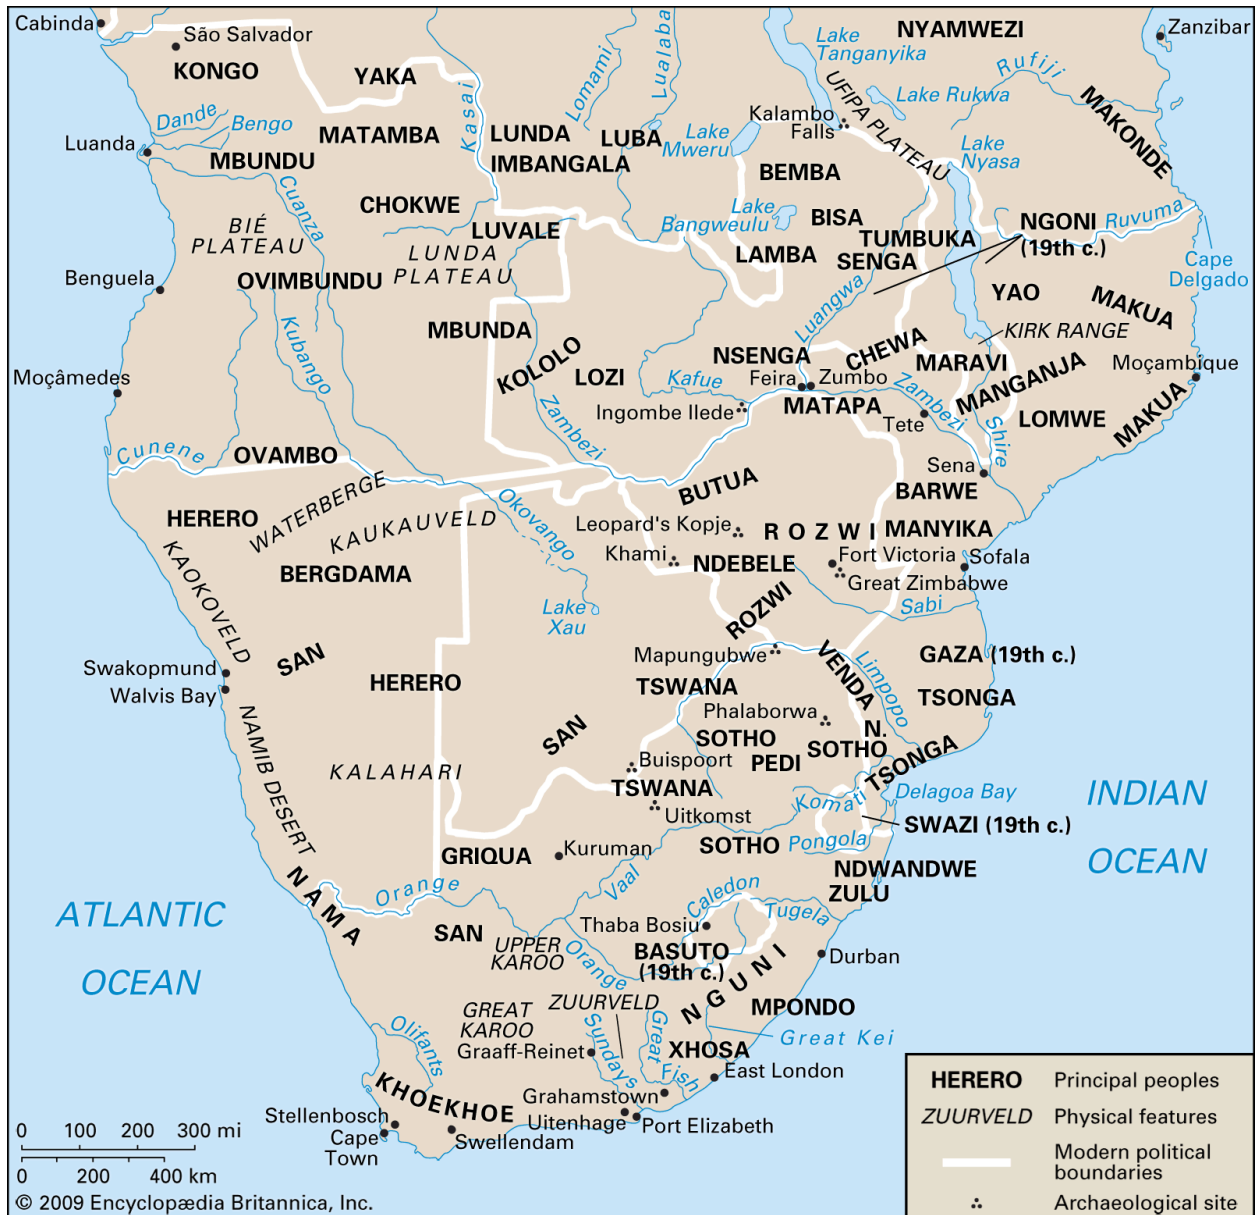 Cabinda
São Salvador
KONGO
YAKA
Kasai
Lomami
Lualaba
Lake
Tanganyika
NYAMWEZI
Zanzibar
Rufiji
UFIPA PLATEAU
Lake Rukwa
MAKONDE
Kalambo
Falls
Dande
Bengo
Luanda
MBUNDU
MATAMBA
LUNDA
IMBANGALA
LUBA
Lake
Mweru
Lake
Nyasa
BEMBA
Cuanza
CHOKWE
LUVALE
BIÉ
PLATEAU
LUNDA
PLATEAU
Lake
Bangweulu
BISA
TUMBUKA
SENGA
LAMBA
NGONI
(19th c.)
Ruvuma
Cape
Delgado
Benguela
OVIMBUNDU
MBUNDA
Luangwa
YAO
MAKUA
KIRK RANGE
Kubango
KOLOLO
LOZI
NSENGA
CHEWA
MARAVI
MANGANJA
Moçambique
Moçâmedes
Kafue
Feira
Zumbo
Ingombe Ilede
MATAPA
Zambezi
Tete
Zambezi
LOMWE
MAKUA
Shire
Cunene
OVAMBO
Sena
BUTUA
BARWE
HERERO
WATERBERGE
KAUKAUVELD
Okovango
Leopard's Kopje
ROZWI
MANYIKA
Khami
NDEBELE
Fort Victoria
Sofala
Great Zimbabwe
KAOKOVELD
BERGDAMA
Lake
Xau
ROZWI
Sabi
SAN
Mapungubwe
VENDA
Limpopo
GAZA (19th c.)
Swakopmund
Walvis Bay
HERERO
TSWANA
TSONGA
Phalaborwa
NAMIB DESERT
SAN
SOTHO
PEDI
N.
SOTHO
TSONGA
KALAHARI
Buispoort
TSWANA
Uitkomst
Komati
Delagoa Bay
SWAZI (19th c.)
INDIAN
OCEAN
GRIQUA
Kuruman
SOTHO
Pongola
NDWANDWE
ZULU
NAMA
Orange
Vaal
Caledon
Tugela
ATLANTIC
OCEAN
SAN
UPPER
KAROO
Thaba Bosiu
Orange
BASUTO
(19th c.)
NGUNI
Durban
ZUURVELD
GREAT
KAROO
MPONDO
Olifants
Graaff-Reinet
Sundays
Great
Fish
Great Kei
XHOSA
East London
KHOEKHOE
Grahamstown
Uitenhage
Port Elizabeth
Stellenbosch
Cape
Town
Swellendam
0 100 200 300 mi
0 200 400 km
© 2009 Encyclopædia Britannica, Inc.
HERERO Principal peoples
ZUURVELD Physical features
Modern political
boundaries
Archaeological site